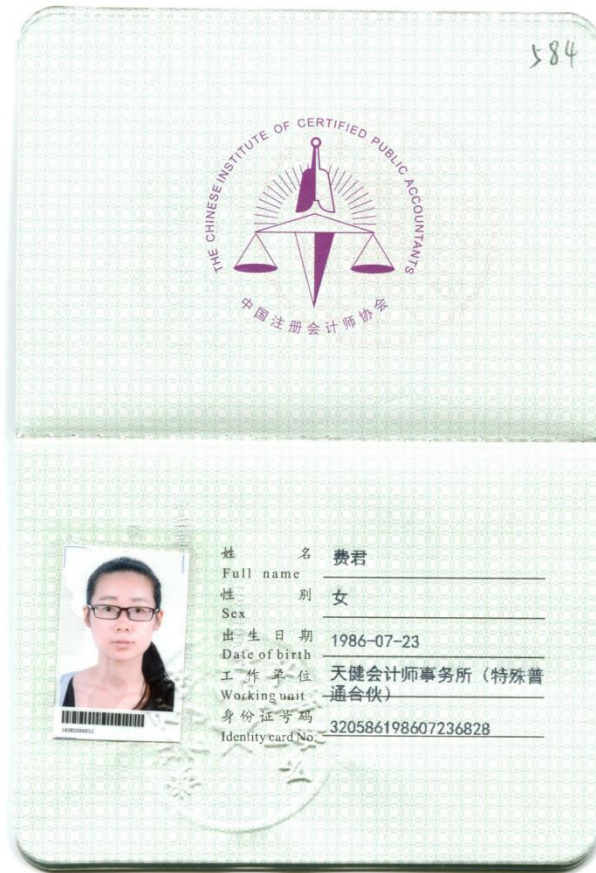 584
THE CHINESE INSTITUTE OF CERTIFIED PUBLIC ACCOUNTANTS
中国注册会计师协会
姓 名 费君
Full name
性 别 女
Sex
出生日期 1986-07-23
Date of birth
工作单位 天健会计师事务所（特殊普
Working unit 通合伙）
身份证号码 320586198607236828
Identity card No.